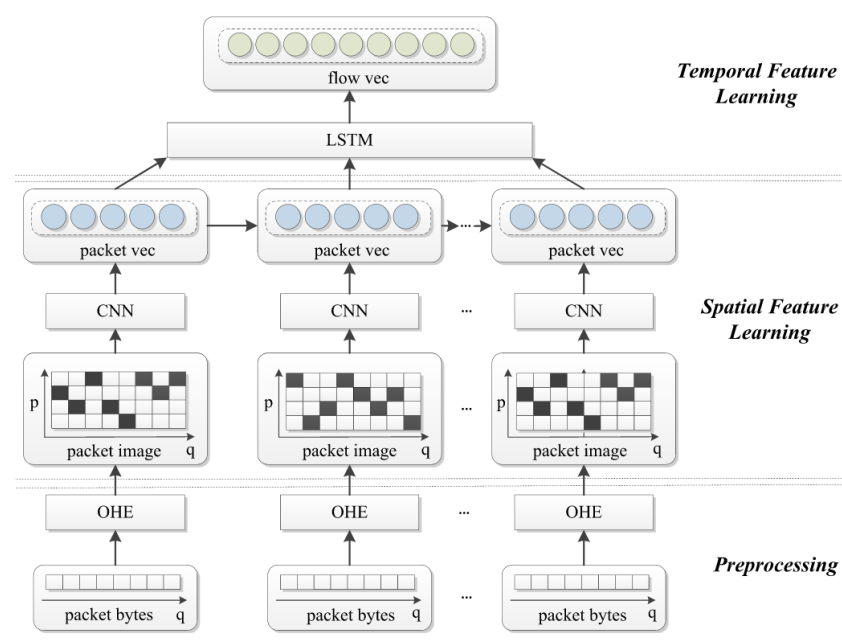 flow vec
Temporal Feature
Learning
LSTM
packet vec
packet vec
...
packet vec
CNN
CNN
...
CNN
Spatial Feature
Learning
p
packet image q
p
packet image q
...
p
packet image q
OHE
OHE
...
OHE
Preprocessing
packet bytes q
packet bytes q
...
packet bytes q